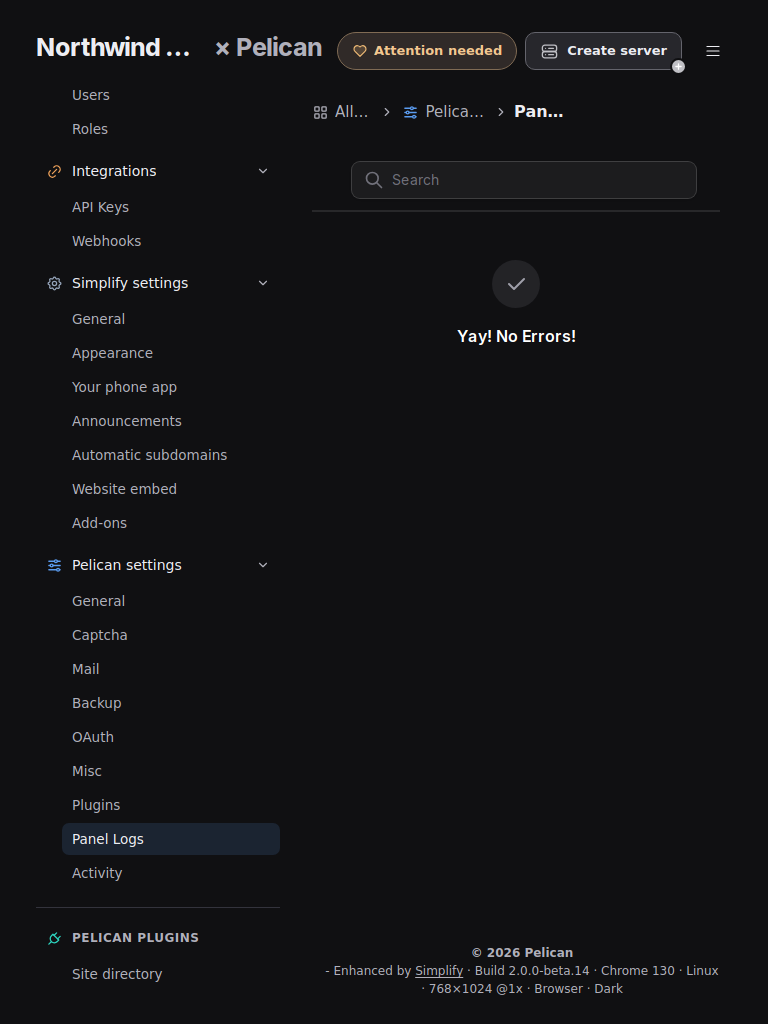 Northwind ... × Pelican
Attention needed
Create server
Users
Roles
Integrations
API Keys
Webhooks
Simplify settings
General
Appearance
Your phone app
Announcements
Automatic subdomains
Website embed
Add-ons
Pelican settings
General
Captcha
Mail
Backup
OAuth
Misc
Plugins
Panel Logs
Activity
PELICAN PLUGINS
Site directory
All... > Pelica... > Pan...
Search
Yay! No Errors!
© 2026 Pelican
- Enhanced by Simplify · Build 2.0.0-beta.14 · Chrome 130 · Linux
· 768×1024 @1x · Browser · Dark